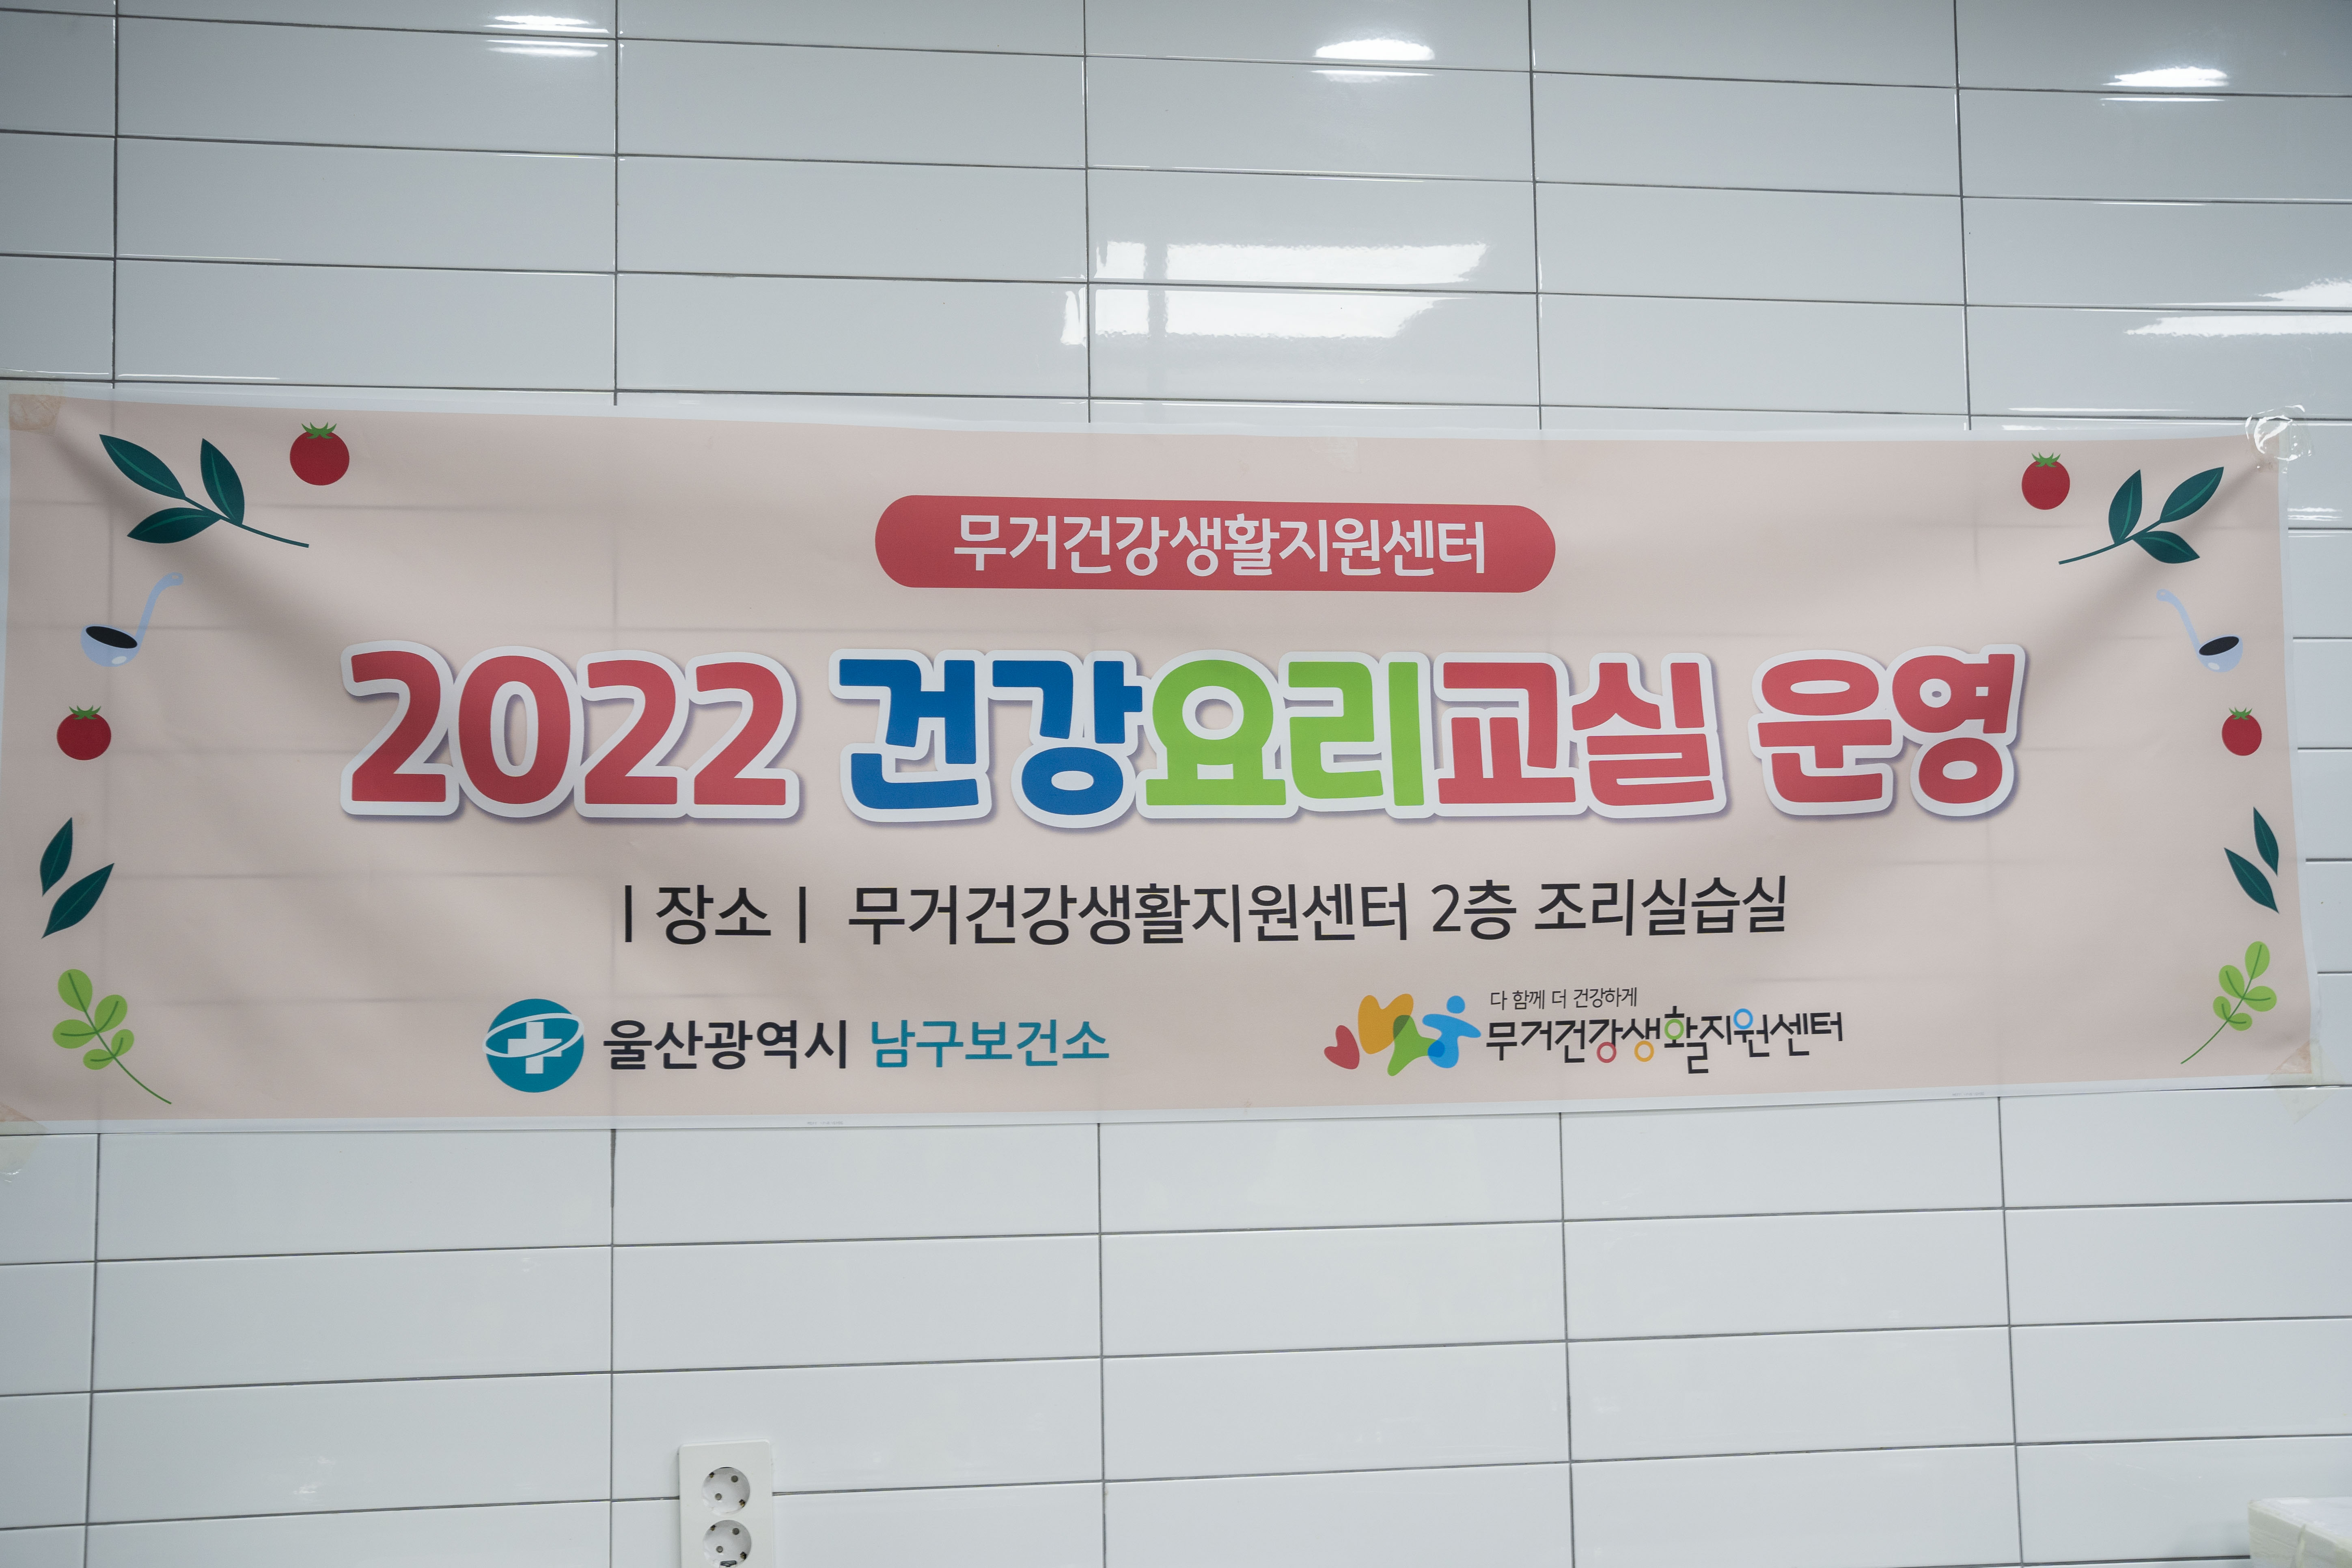 무거건강생활지원센터
2022 건강요리교실 운영
| 장소 | 무거건강생활지원센터 2층 조리실습실
울산광역시 남구보건소
다 함께 더 건강하게
무거건강생활지원센터